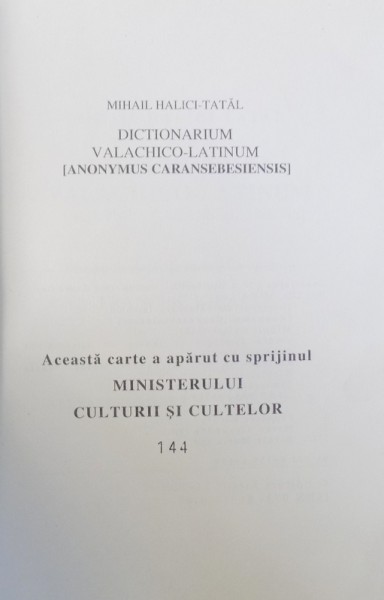 MIHAIL HALICI-TATĂL
DICTIONARIUM
VALACHICO-LATINUM
[ANONYMUS CARANSEBESIENSIS]
Această carte a apărut cu sprijinul
MINISTERULUI
CULTURII ȘI CULTELOR
144